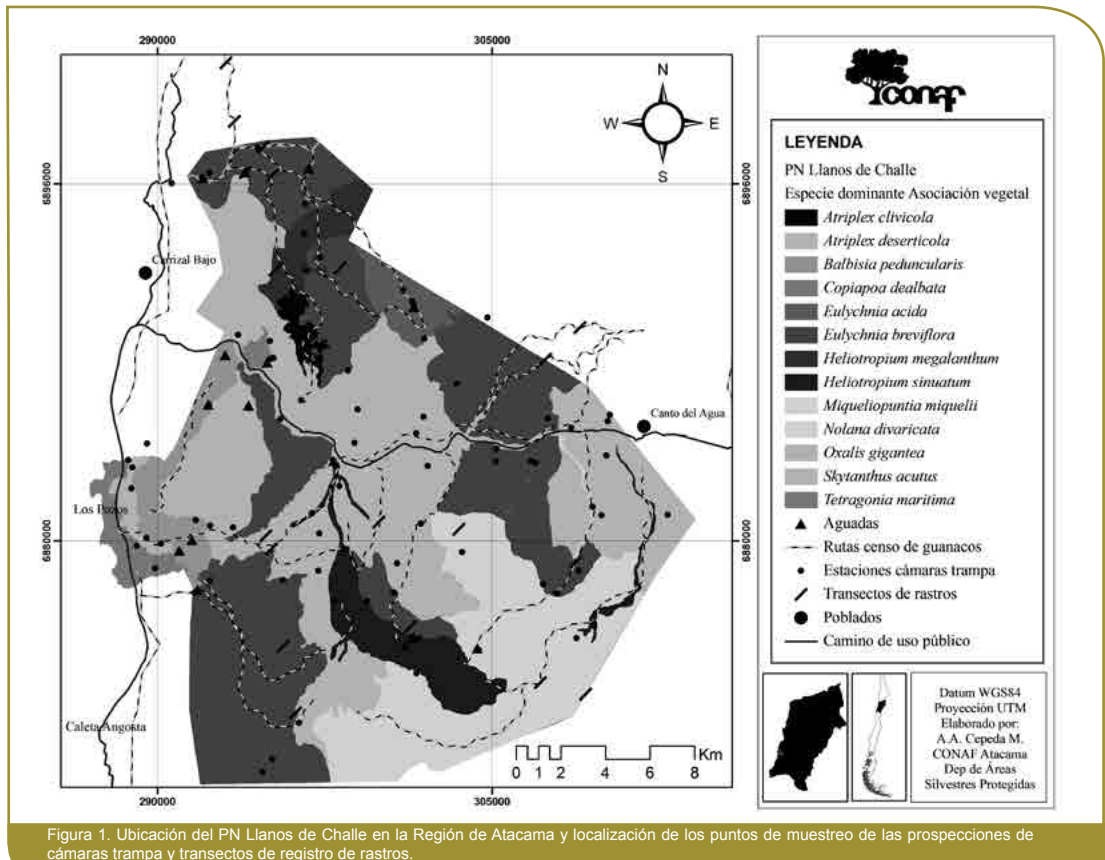 290000
305000
N
W
E
S
6896000
6896000
Carrizal Bajo
Canto del Agua
Los Pozos
6880000
6880000
Caleta Angosta
Km
0 1 2 4 6 8
290000
305000
conaf
LEYENDA
PN Llanos de Challe
Especie dominante Asociación vegetal
Atriplex clivicola
Atriplex deserticola
Balbisia peduncularis
Copiapoa dealbata
Eulychnia acida
Eulychnia breviflora
Heliotropium megalanthum
Heliotropium sinuatum
Miqueliopuntia miquelii
Nolana divaricata
Oxalis gigantea
Skytanthus acutus
Tetragonia maritima
Aguadas
Rutas censo de guanacos
Estaciones cámaras trampa
Transectos de rastros
Poblados
Camino de uso público
Datum WGS84
Proyección UTM
Elaborado por:
A.A. Cepeda M.
CONAF Atacama
Dep de Áreas
Silvestres Protegidas
Figura 1. Ubicación del PN Llanos de Challe en la Región de Atacama y localización de los puntos de muestreo de las prospecciones de
cámaras trampa y transectos de registro de rastros.